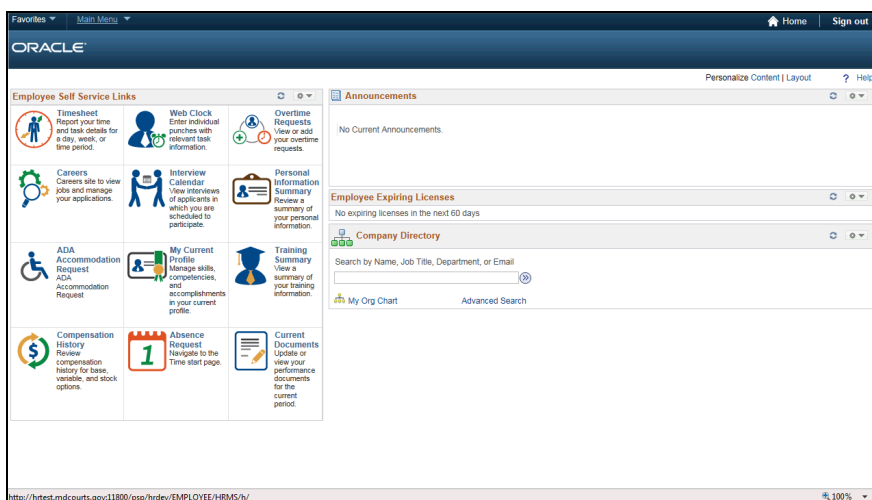 Favorites Main Menu Home Sign out
ORACLE
Personalize Content | Layout ? Help
Employee Self Service Links
Timesheet
Report your time
and task details for
a day, week, or
time period.
Web Clock
Enter individual
punches with
relevant task
information.
Overtime
Requests
View or add
your overtime
requests.
Careers
Careers site to view
jobs and manage
your applications.
Interview
Calendar
View interviews
of applicants in
which you are
scheduled to
participate.
Personal
Information
Summary
Review a
summary of
your personal
information.
ADA
Accommodation
Request
ADA
Accommodation
Request
My Current
Profile
Manage skills,
competencies,
and
accomplishments
in your current
profile.
Training
Summary
View a
summary of
your training
information.
Compensation
History
Review
compensation
history for base,
variable, and stock
options.
1
Absence
Request
Navigate to the
Time start page.
Current
Documents
Update or
view your
performance
documents
for the
current
period.
Announcements
No Current Announcements.
Employee Expiring Licenses
No expiring licenses in the next 60 days
Company Directory
Search by Name, Job Title, Department, or Email
My Org Chart Advanced Search
http://hrtest.mdcourts.gov:11800/psp/hrdev/EMPLOYEE/HRMS/h/ 100%